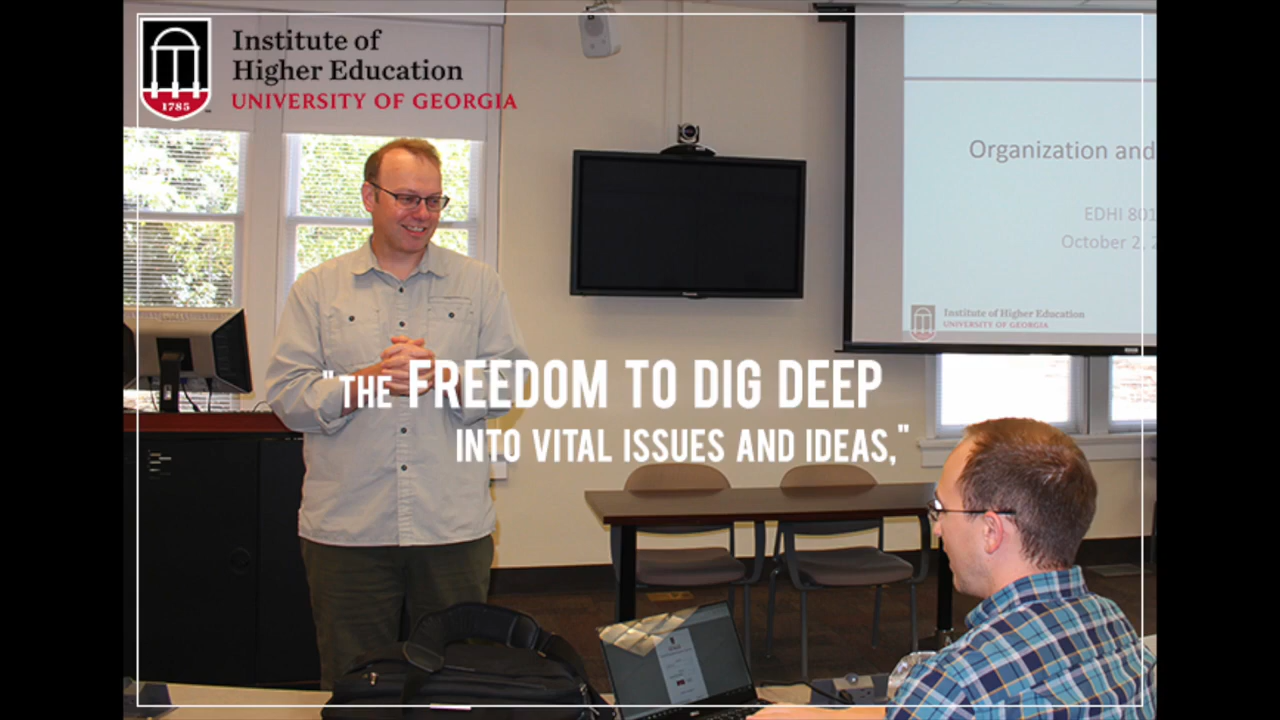 Institute of
Higher Education
UNIVERSITY OF GEORGIA
1785
Organization and
EDHI 801
October 2, 2
Institute of Higher Education
UNIVERSITY OF GEORGIA
"THE FREEDOM TO DIG DEEP
INTO VITAL ISSUES AND IDEAS,"